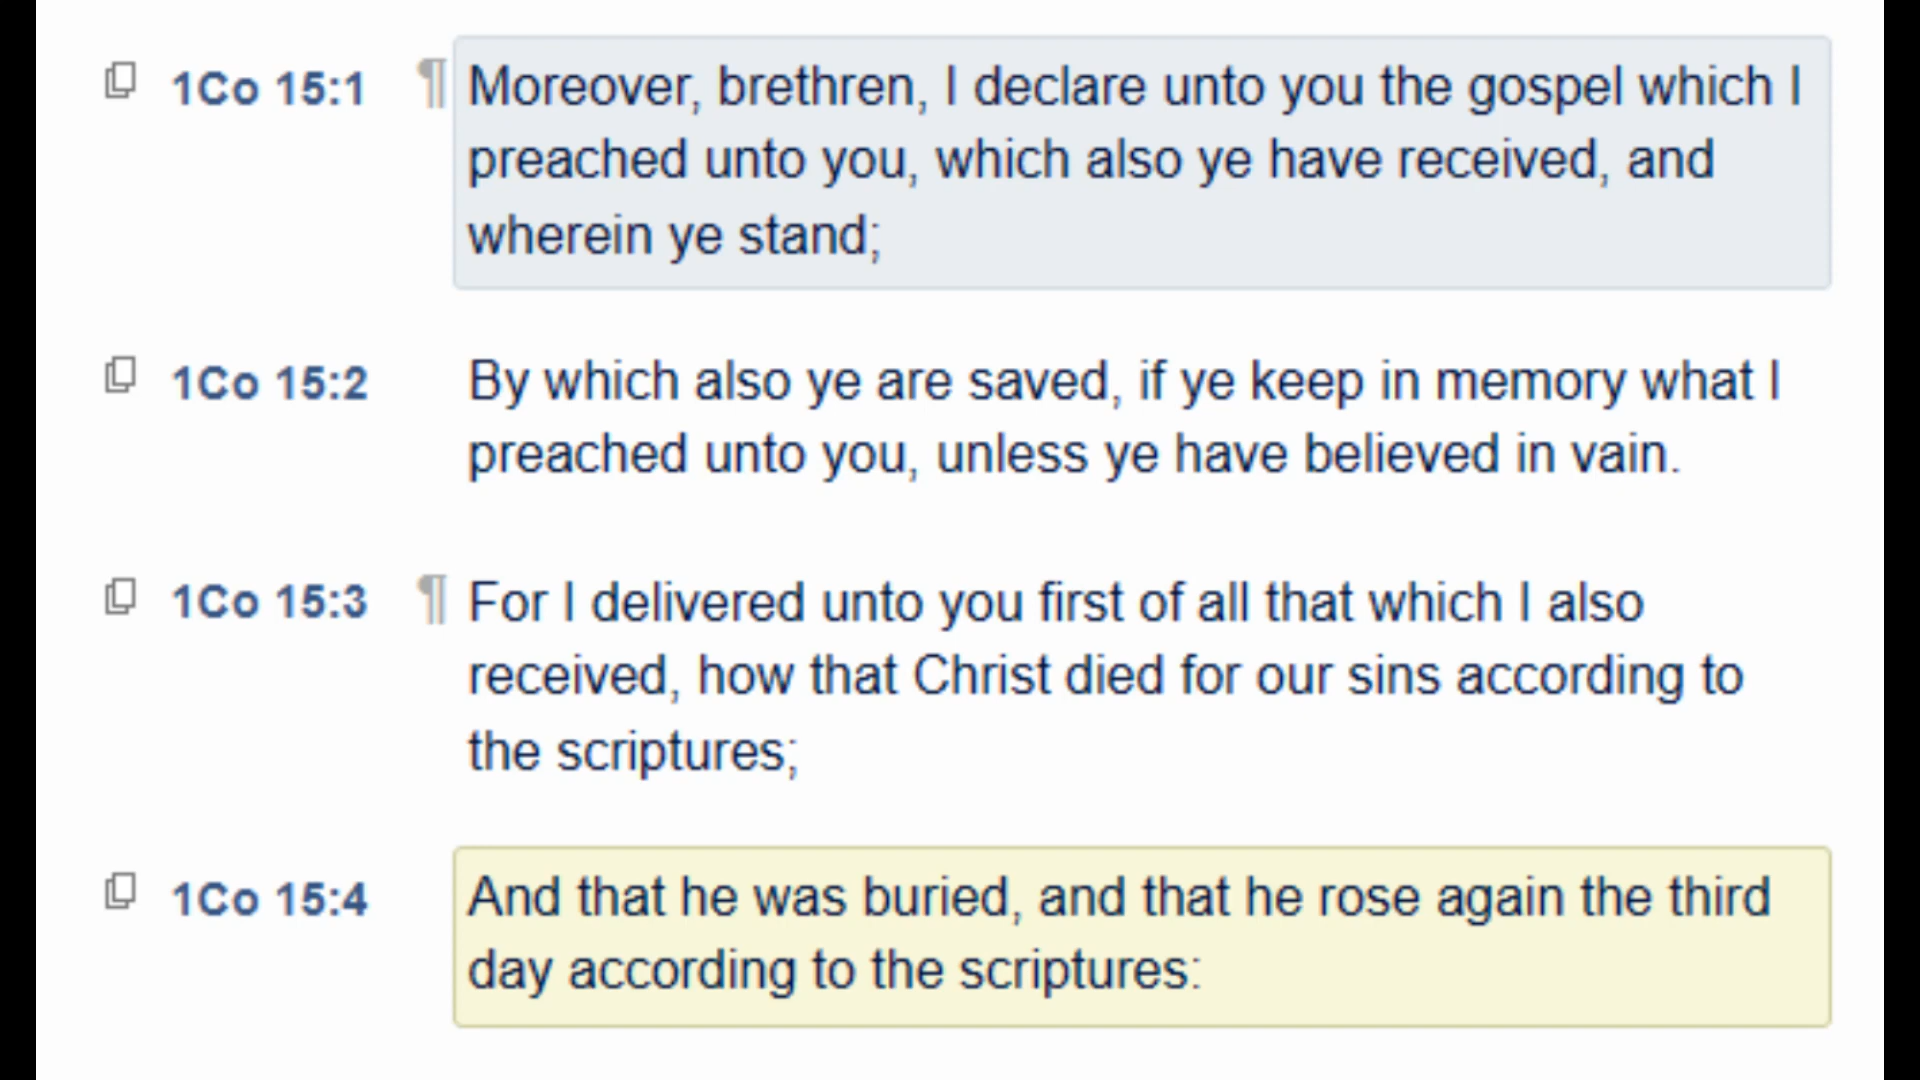 1Co 15:1 ¶ Moreover, brethren, I declare unto you the gospel which I
preached unto you, which also ye have received, and
wherein ye stand;
1Co 15:2 By which also ye are saved, if ye keep in memory what I
preached unto you, unless ye have believed in vain.
1Co 15:3 ¶ For I delivered unto you first of all that which I also
received, how that Christ died for our sins according to
the scriptures;
1Co 15:4 And that he was buried, and that he rose again the third
day according to the scriptures: